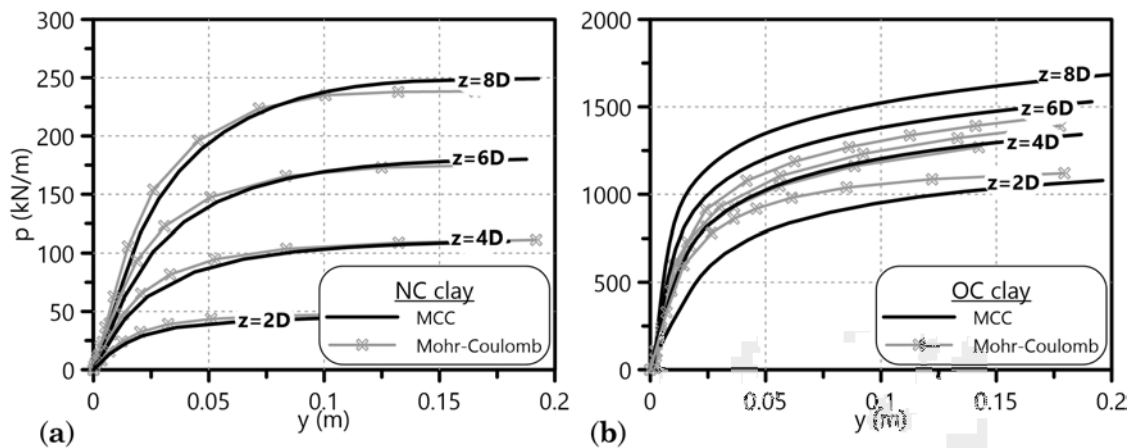 300
250
200
150
100
50
0
p (kN/m)
z=8D
z=6D
z=4D
z=2D
NC clay
MCC
Mohr-Coulomb
0
0.05
0.1
0.15
0.2
y (m)
(a)
2000
1500
1000
500
0
z=8D
z=6D
z=4D
z=2D
OC clay
MCC
Mohr-Coulomb
0
0.05
0.1
0.15
0.2
y (m)
(b)